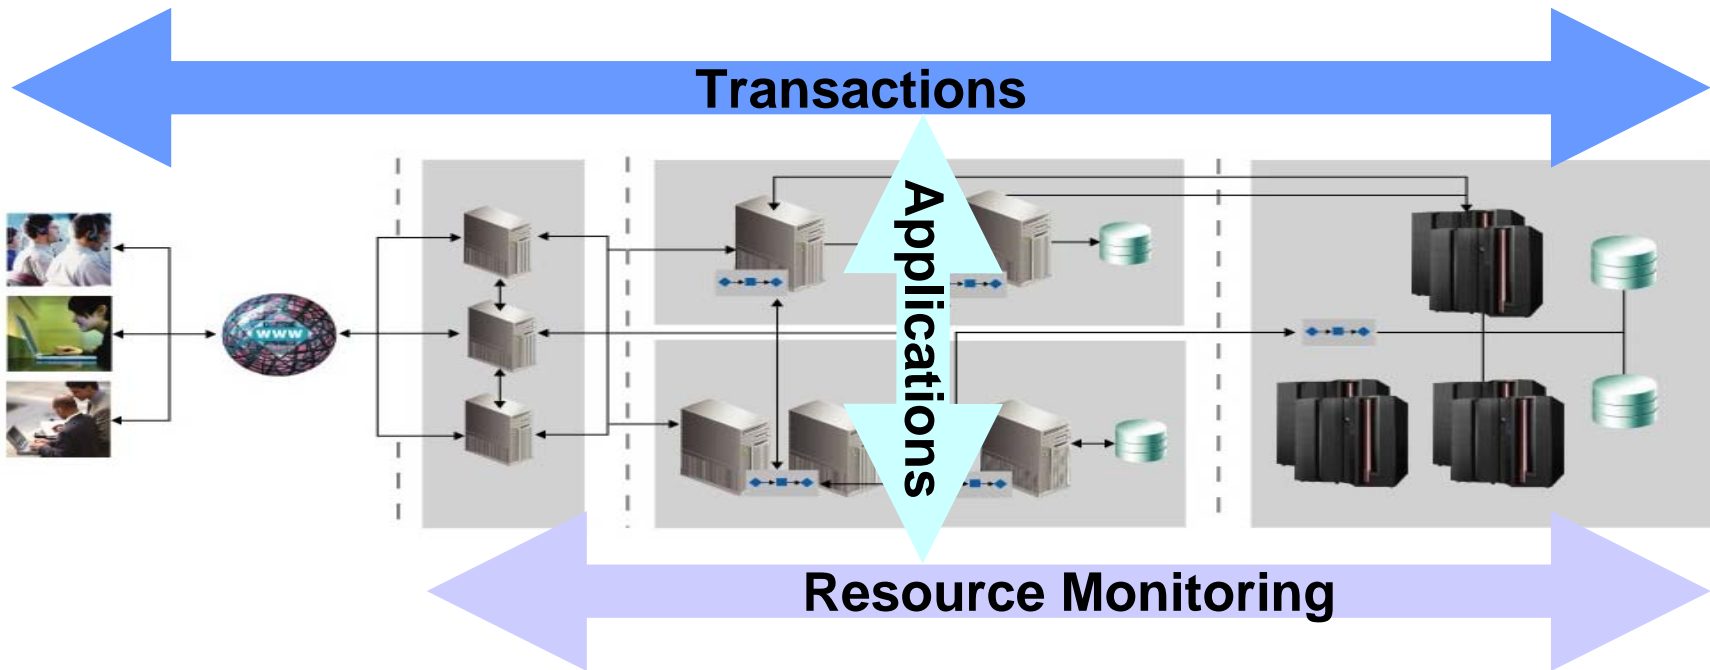 Transactions
Applications
www
Resource Monitoring